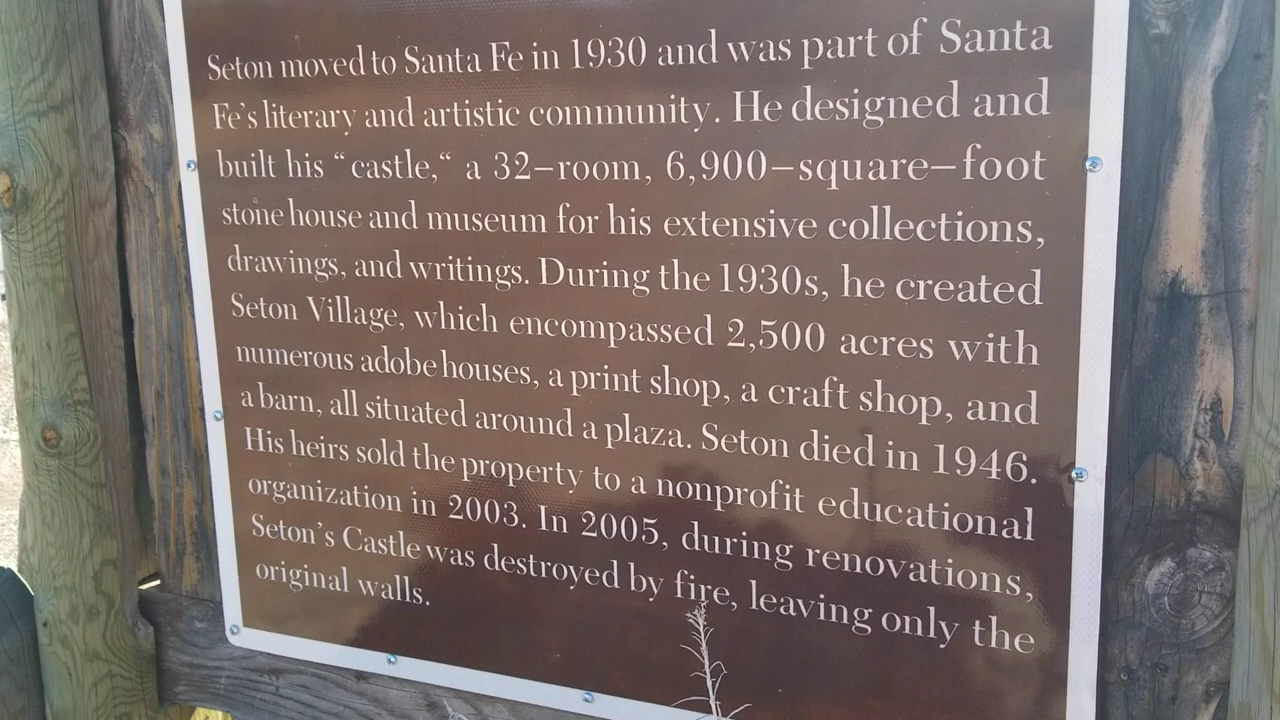 Seton moved to Santa Fe in 1930 and was part of Santa
Fe's literary and artistic community. He designed and
built his “castle,“ a 32–room, 6,900–square–foot
stone house and museum for his extensive collections,
drawings, and writings. During the 1930s, he created
Seton Village, which encompassed 2,500 acres with
numerous adobe houses, a print shop, a craft shop, and
a barn, all situated around a plaza. Seton died in 1946.
His heirs sold the property to a nonprofit educational
organization in 2003. In 2005, during renovations,
Seton's Castle was destroyed by fire, leaving only the
original walls.